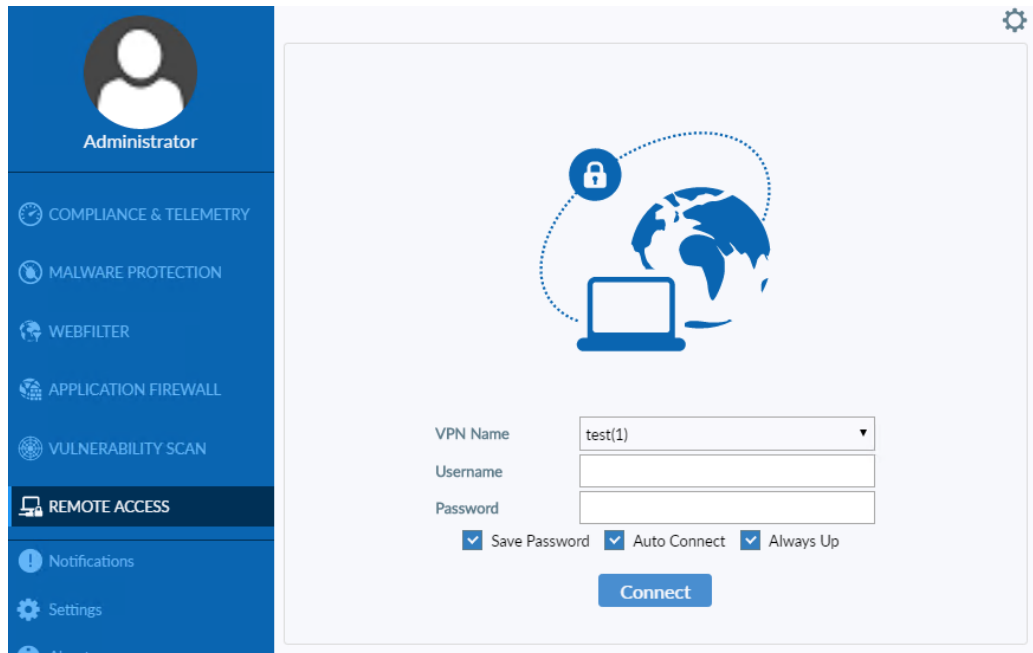 Administrator
COMPLIANCE & TELEMETRY
MALWARE PROTECTION
WEBFILTER
APPLICATION FIREWALL
VULNERABILITY SCAN
REMOTE ACCESS
Notifications
Settings
VPN Name
test(1)
Username
Password
Save Password Auto Connect Always Up
Connect